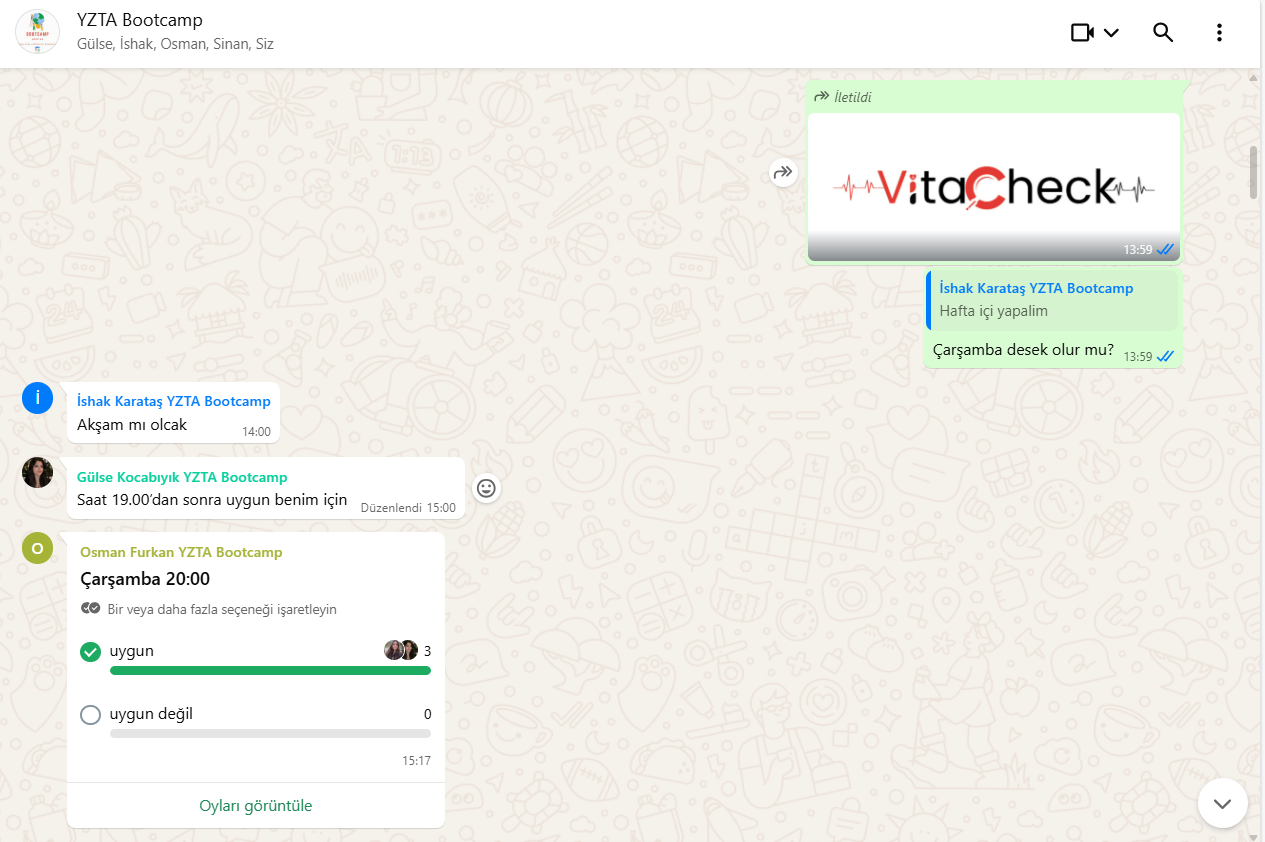 YZTA Bootcamp
Gülse, İshak, Osman, Sinan, Siz
İletildi
VitaCheck
13:59
İshak Karataş YZTA Bootcamp
Hafta içi yapalim
Çarşamba desek olur mu? 13:59
İ
İshak Karataş YZTA Bootcamp
Akşam mı olcak
14:00
Gülse Kocabıyık YZTA Bootcamp
Saat 19.00'dan sonra uygun benim için Düzenlendi 15:00
O
Osman Furkan YZTA Bootcamp
Çarşamba 20:00
Bir veya daha fazla seçeneği işaretleyin
uygun 3
uygun değil 0
15:17
Oyları görüntüle